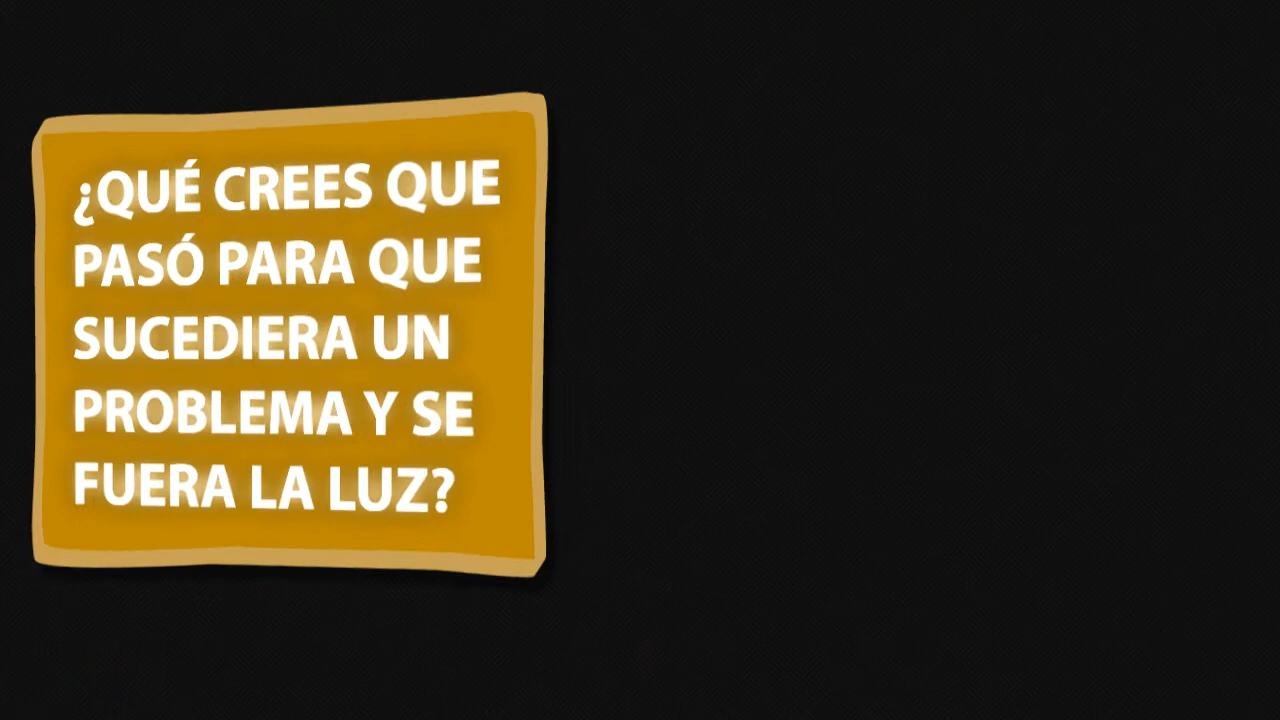 ¿QUÉ CREES QUE
PASÓ PARA QUE
SUCEDIERA UN
PROBLEMA Y SE
FUERA LA LUZ?